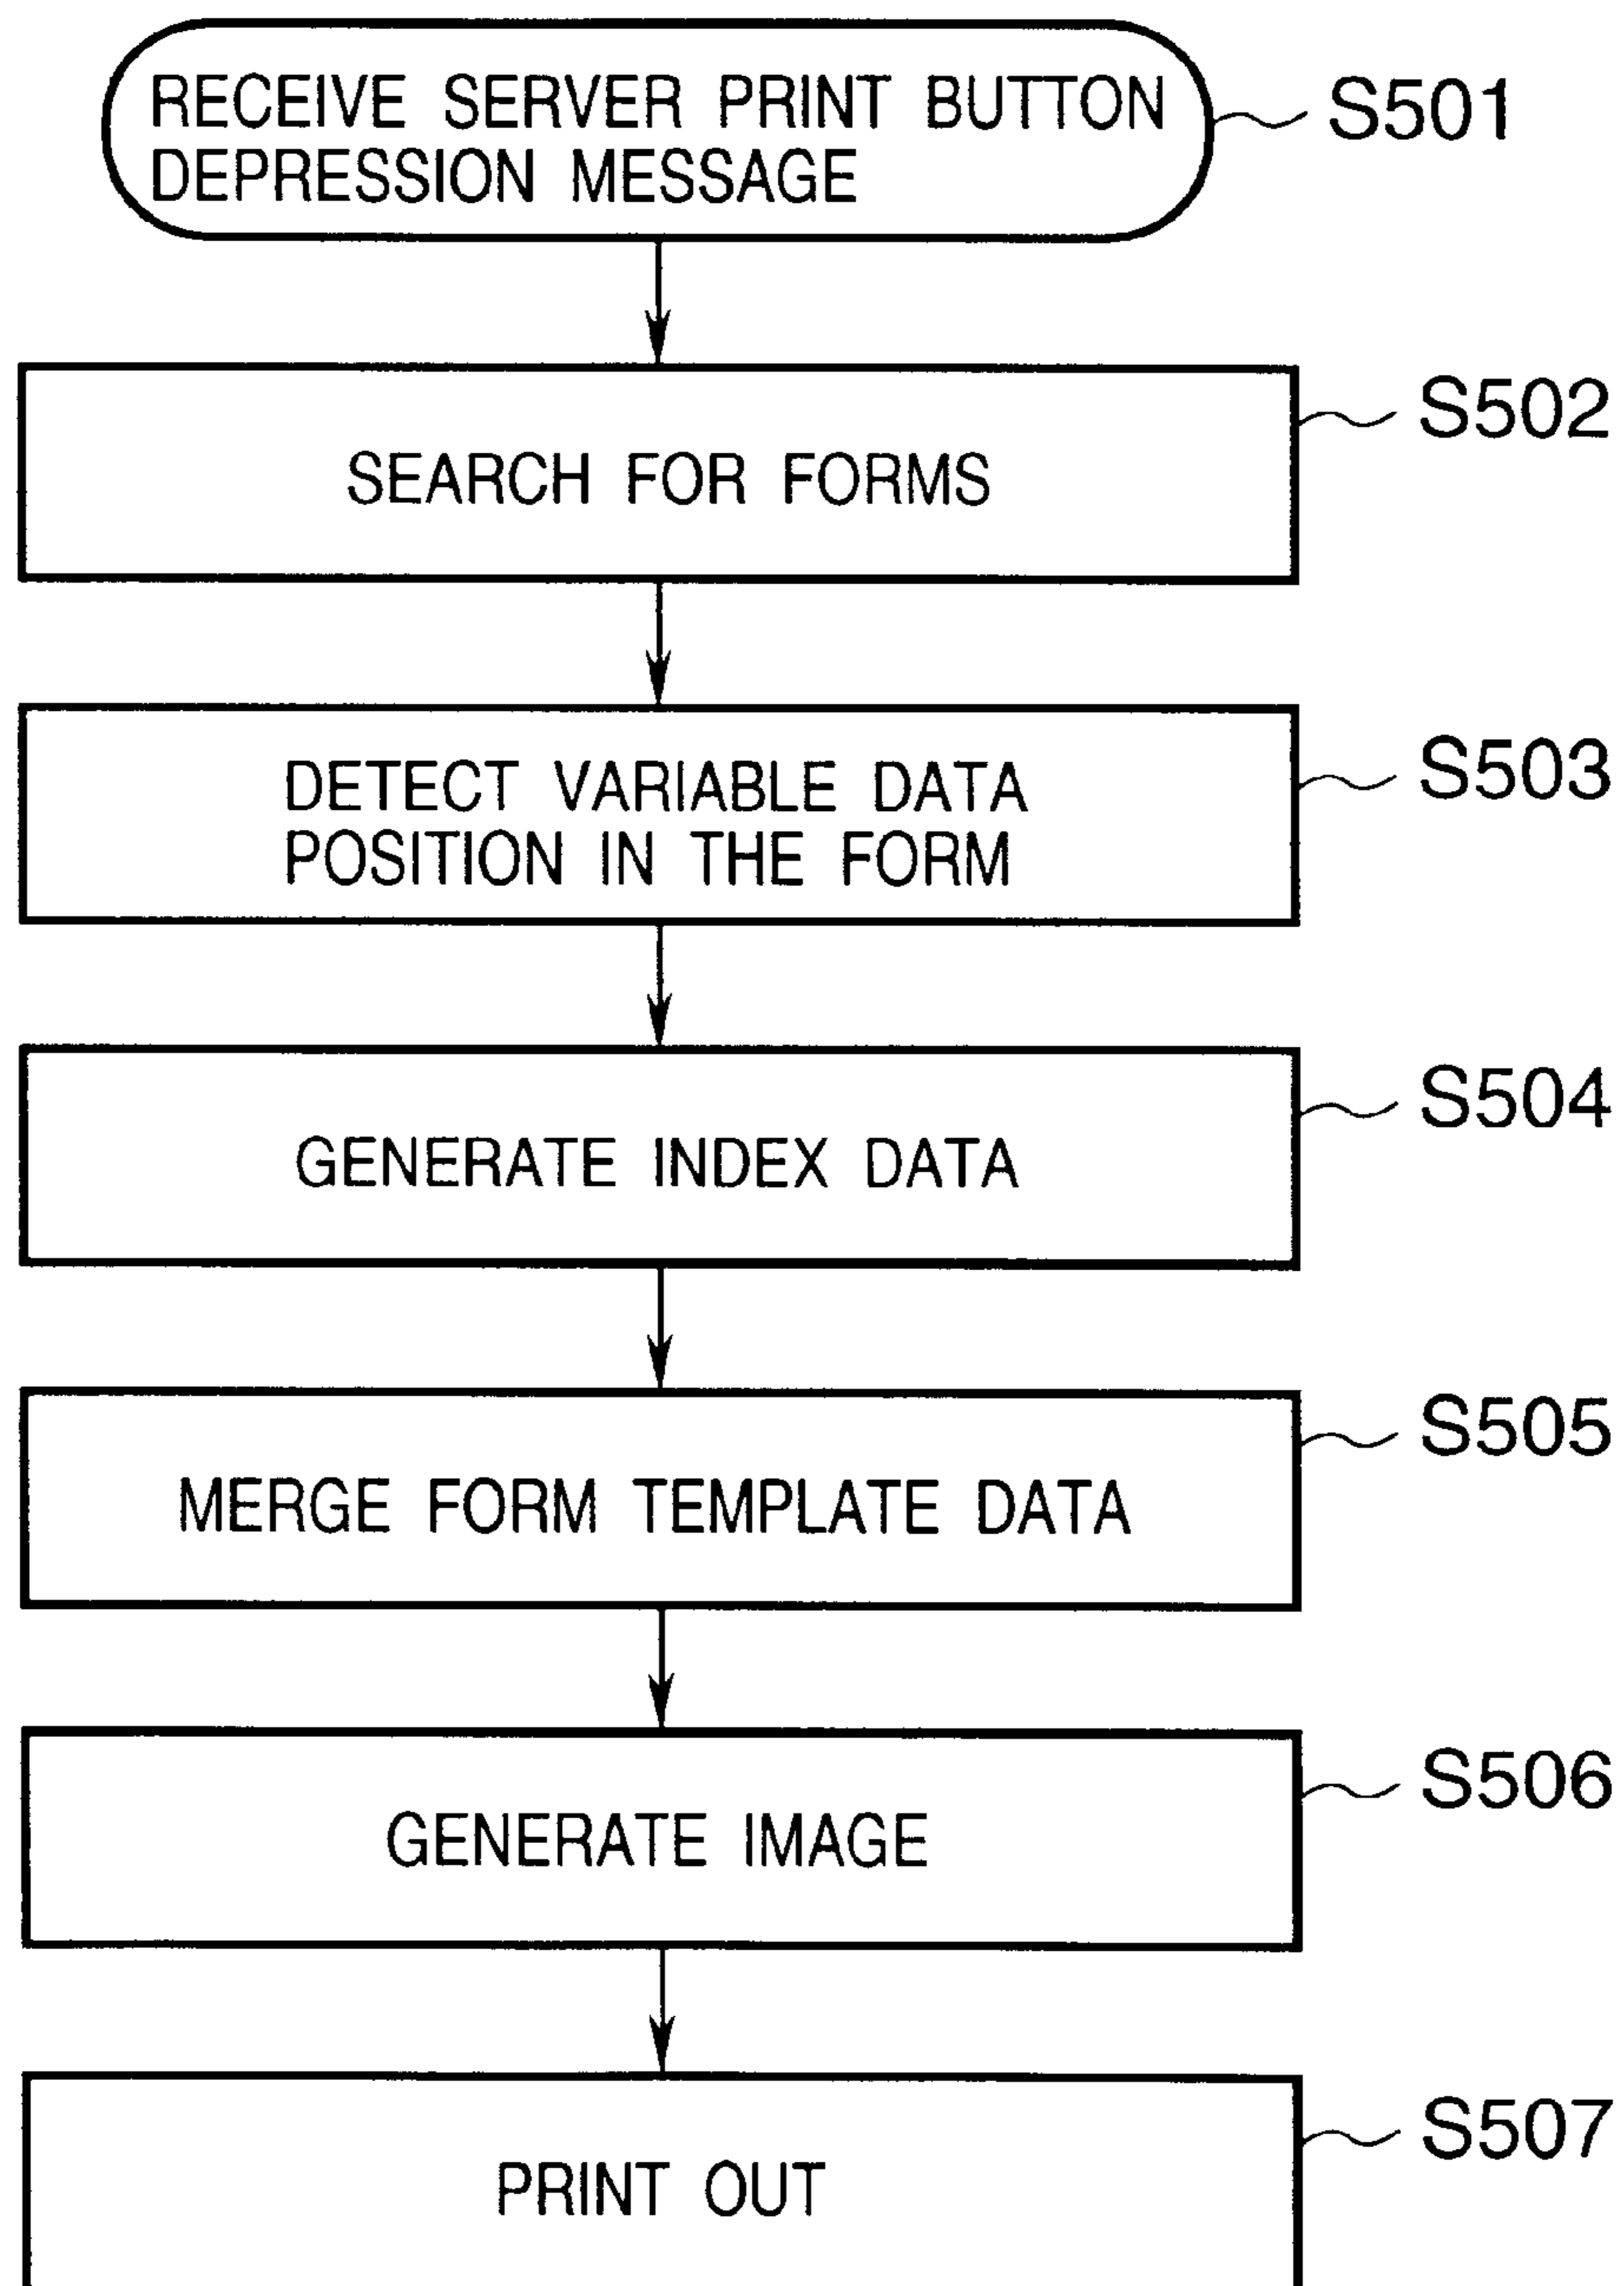 RECEIVE SERVER PRINT BUTTON
DEPRESSION MESSAGE
S501
SEARCH FOR FORMS
S502
DETECT VARIABLE DATA
POSITION IN THE FORM
S503
GENERATE INDEX DATA
S504
MERGE FORM TEMPLATE DATA
S505
GENERATE IMAGE
S506
PRINT OUT
S507